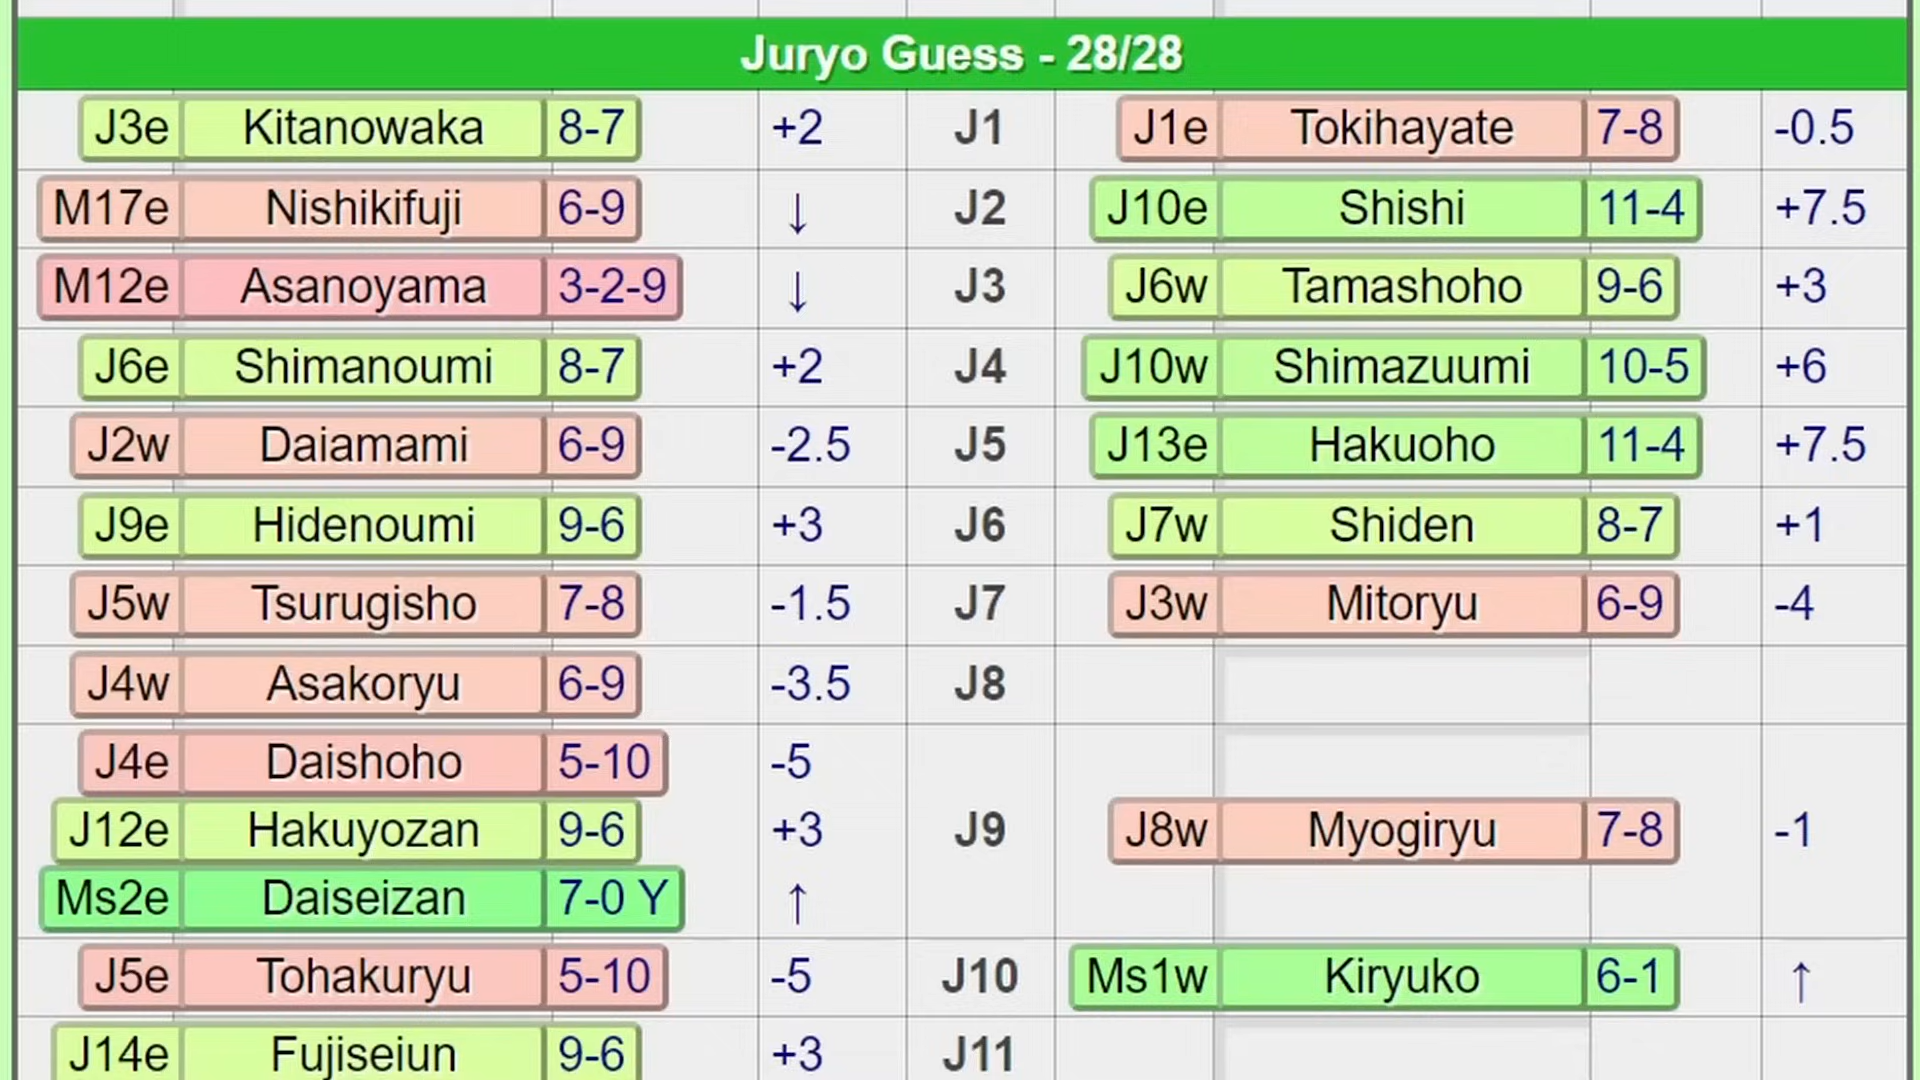 Juryo Guess - 28/28
J3e Kitanowaka 8-7 +2 J1 J1e Tokihayate 7-8 -0.5
M17e Nishikifuji 6-9 ↓ J2 J10e Shishi 11-4 +7.5
M12e Asanoyama 3-2-9 ↓ J3 J6w Tamashoho 9-6 +3
J6e Shimanoumi 8-7 +2 J4 J10w Shimazuumi 10-5 +6
J2w Daiamami 6-9 -2.5 J5 J13e Hakuoho 11-4 +7.5
J9e Hidenoumi 9-6 +3 J6 J7w Shiden 8-7 +1
J5w Tsurugisho 7-8 -1.5 J7 J3w Mitoryu 6-9 -4
J4w Asakoryu 6-9 -3.5 J8
J4e Daishoho 5-10 -5
J12e Hakuyozan 9-6 +3 J9 J8w Myogiryu 7-8 -1
Ms2e Daiseizan 7-0 Y ↑
J5e Tohakuryu 5-10 -5 J10 Ms1w Kiryuko 6-1 ↑
J14e Fujiseiun 9-6 +3 J11